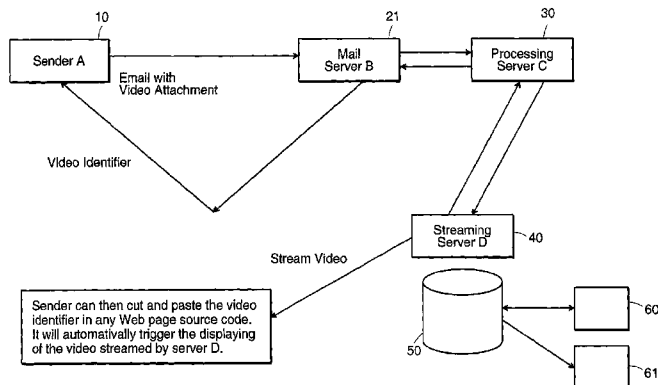 10
21
30
Sender A
Mail
Server B
Processing
Server C
Email with
Video Attachment
Video Identifier
Streaming
Server D
40
Stream Video
Sender can then cut and paste the video
identifier in any Web page source code.
It will automativally trigger the displaying
of the video streamed by server D.
50
60
61